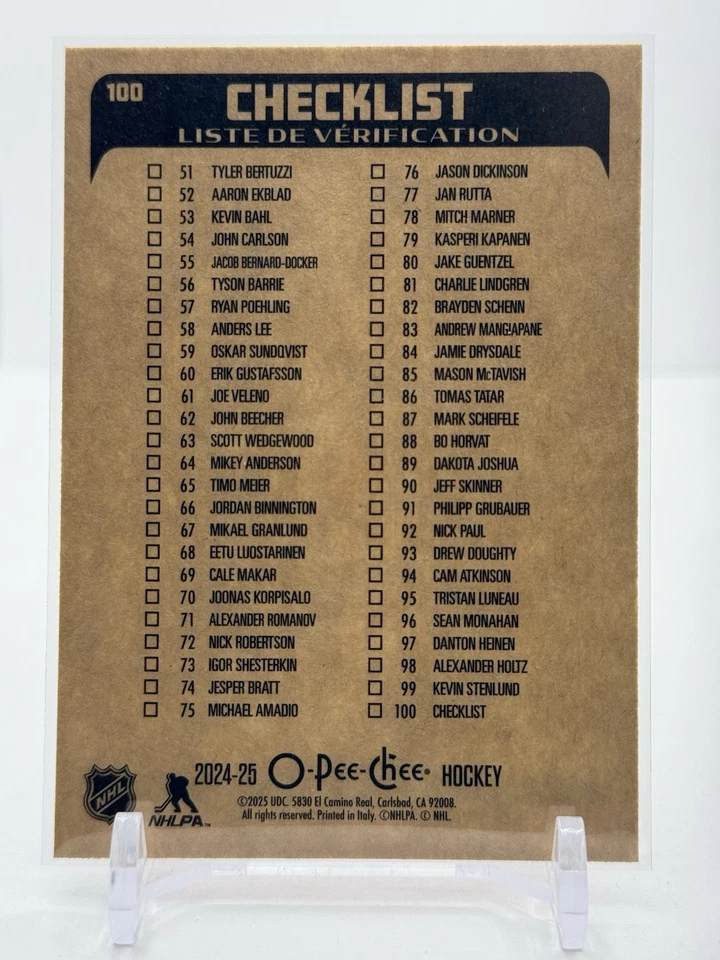 100
CHECKLIST
LISTE DE VÉRIFICATION
51 TYLER BERTUZZI
52 AARON EKBLAD
53 KEVIN BAHL
54 JOHN CARLSON
55 JACOB BERNARD-DOCKER
56 TYSON BARRIE
57 RYAN POEHLING
58 ANDERS LEE
59 OSKAR SUNDQVIST
60 ERIK GUSTAFSSON
61 JOE VELENO
62 JOHN BEECHER
63 SCOTT WEDGEWOOD
64 MIKEY ANDERSON
65 TIMO MEIER
66 JORDAN BINNINGTON
67 MIKAEL GRANLUND
68 EETU LUOSTARINEN
69 CALE MAKAR
70 JOONAS KORPISALO
71 ALEXANDER ROMANOV
72 NICK ROBERTSON
73 IGOR SHESTERKIN
74 JESPER BRATT
75 MICHAEL AMADIO
76 JASON DICKINSON
77 JAN RUTTA
78 MITCH MARNER
79 KASPERI KAPANEN
80 JAKE GUENTZEL
81 CHARLIE LINDGREN
82 BRAYDEN SCHENN
83 ANDREW MANGIAPANE
84 JAMIE DRYSDALE
85 MASON McTAVISH
86 TOMAS TATAR
87 MARK SCHEIFELE
88 BO HORVAT
89 DAKOTA JOSHUA
90 JEFF SKINNER
91 PHILIPP GRUBAUER
92 NICK PAUL
93 DREW DOUGHTY
94 CAM ATKINSON
95 TRISTAN LUNEAU
96 SEAN MONAHAN
97 DANTON HEINEN
98 ALEXANDER HOLTZ
99 KEVIN STENLUND
100 CHECKLIST
2024-25 O-Pee-Chee® HOCKEY
©2025 UDC. 5830 El Camino Real, Carlsbad, CA 92008.
All rights reserved. Printed in Italy. ©NHLPA. © NHL.
NHL
NHLPA™